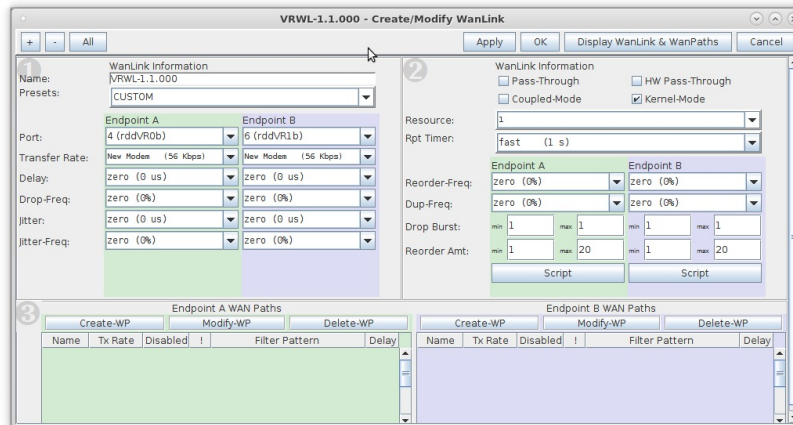 VRWL-1.1.000 - Create/Modify WanLink
+ - All Apply OK Display WanLink & WanPaths Cancel
1
WanLink Information
Name: VRWL-1.1.000
Presets: CUSTOM
Endpoint A Endpoint B
Port: 4 (rddVR0b) 6 (rddVR1b)
Transfer Rate: New Modem (56 Kbps) New Modem (56 Kbps)
Delay: zero (0 us) zero (0 us)
Drop-Freq: zero (0%) zero (0%)
Jitter: zero (0 us) zero (0 us)
Jitter-Freq: zero (0%) zero (0%)
2
WanLink Information
Pass-Through HW Pass-Through
Coupled-Mode Kernel-Mode
Resource: 1
Rpt Timer: fast (1 s)
Endpoint A Endpoint B
Reorder-Freq: zero (0%) zero (0%)
Dup-Freq: zero (0%) zero (0%)
Drop Burst: min 1 max 1 min 1 max 1
Reorder Amt: min 1 max 20 min 1 max 20
Script Script
3
Endpoint A WAN Paths
Create-WP Modify-WP Delete-WP
Name Tx Rate Disabled ! Filter Pattern Delay
Endpoint B WAN Paths
Create-WP Modify-WP Delete-WP
Name Tx Rate Disabled ! Filter Pattern Delay